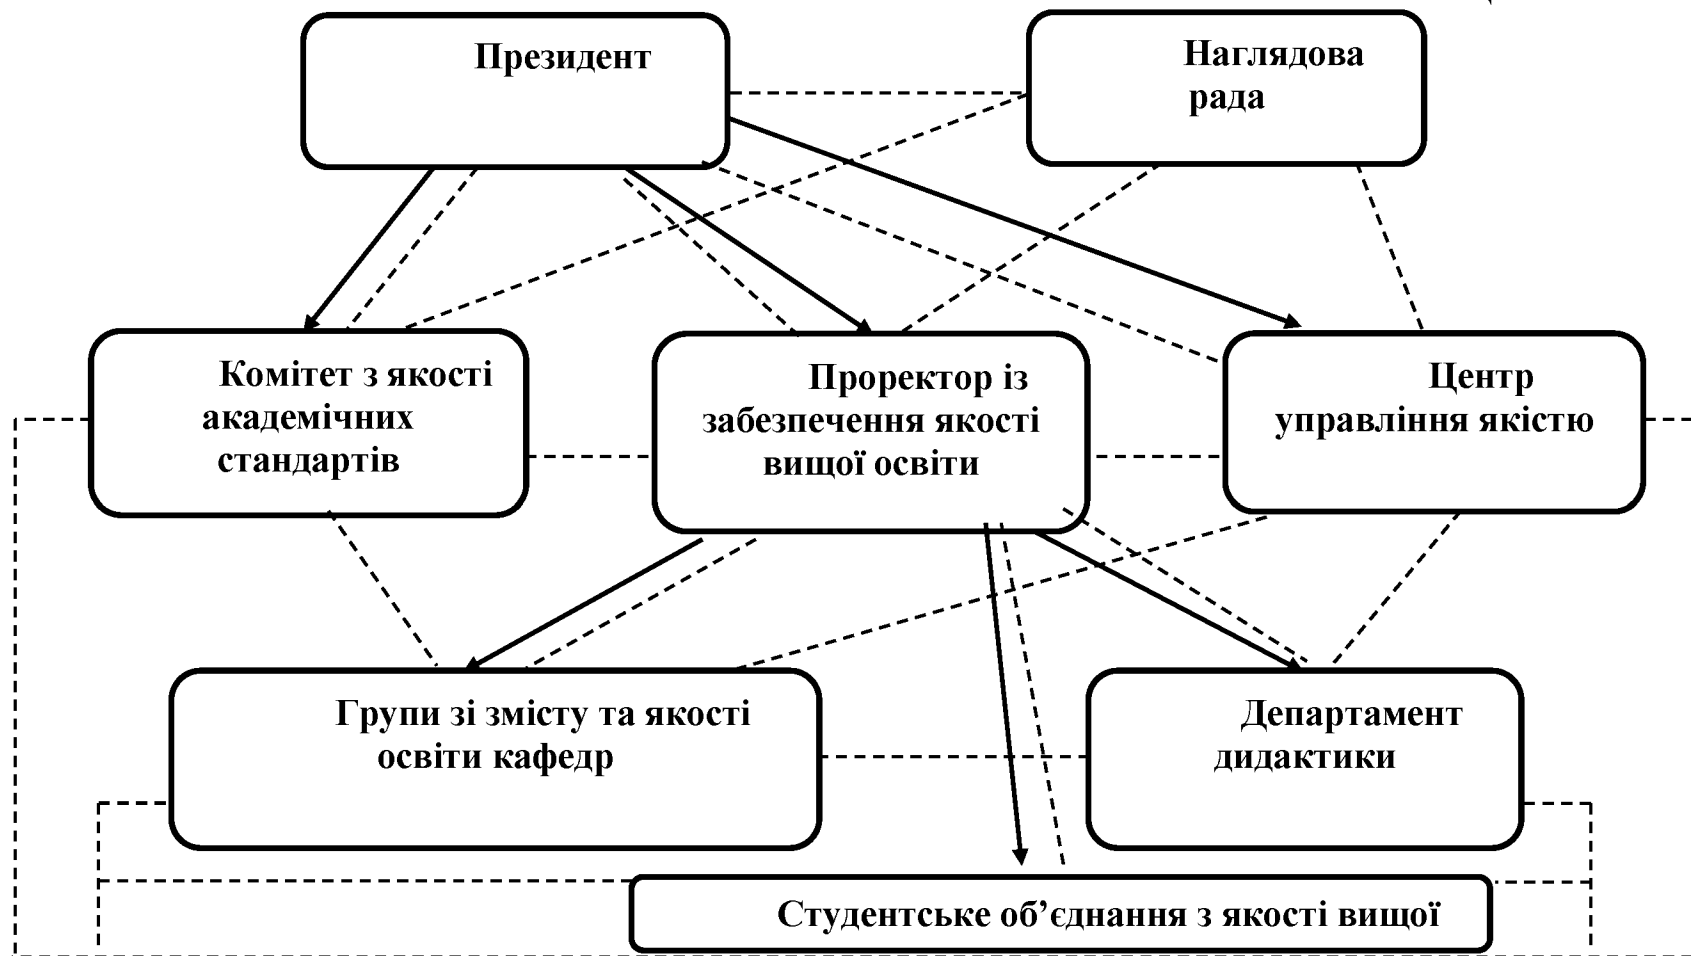 Президент
Наглядова
рада
Комітет з якості
академічних
стандартів
Проректор із
забезпечення якості
вищої освіти
Центр
управління якістю
Групи зі змісту та якості
освіти кафедр
Департамент
дидактики
Студентське об’єднання з якості вищої